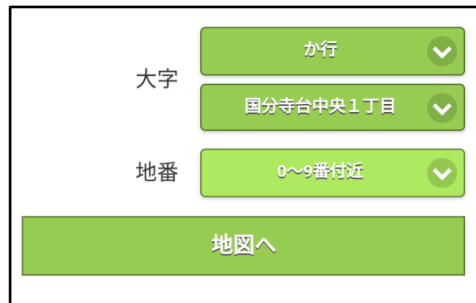 大字
か行
国分寺台中央１丁目
地番
0〜9番付近
地図へ